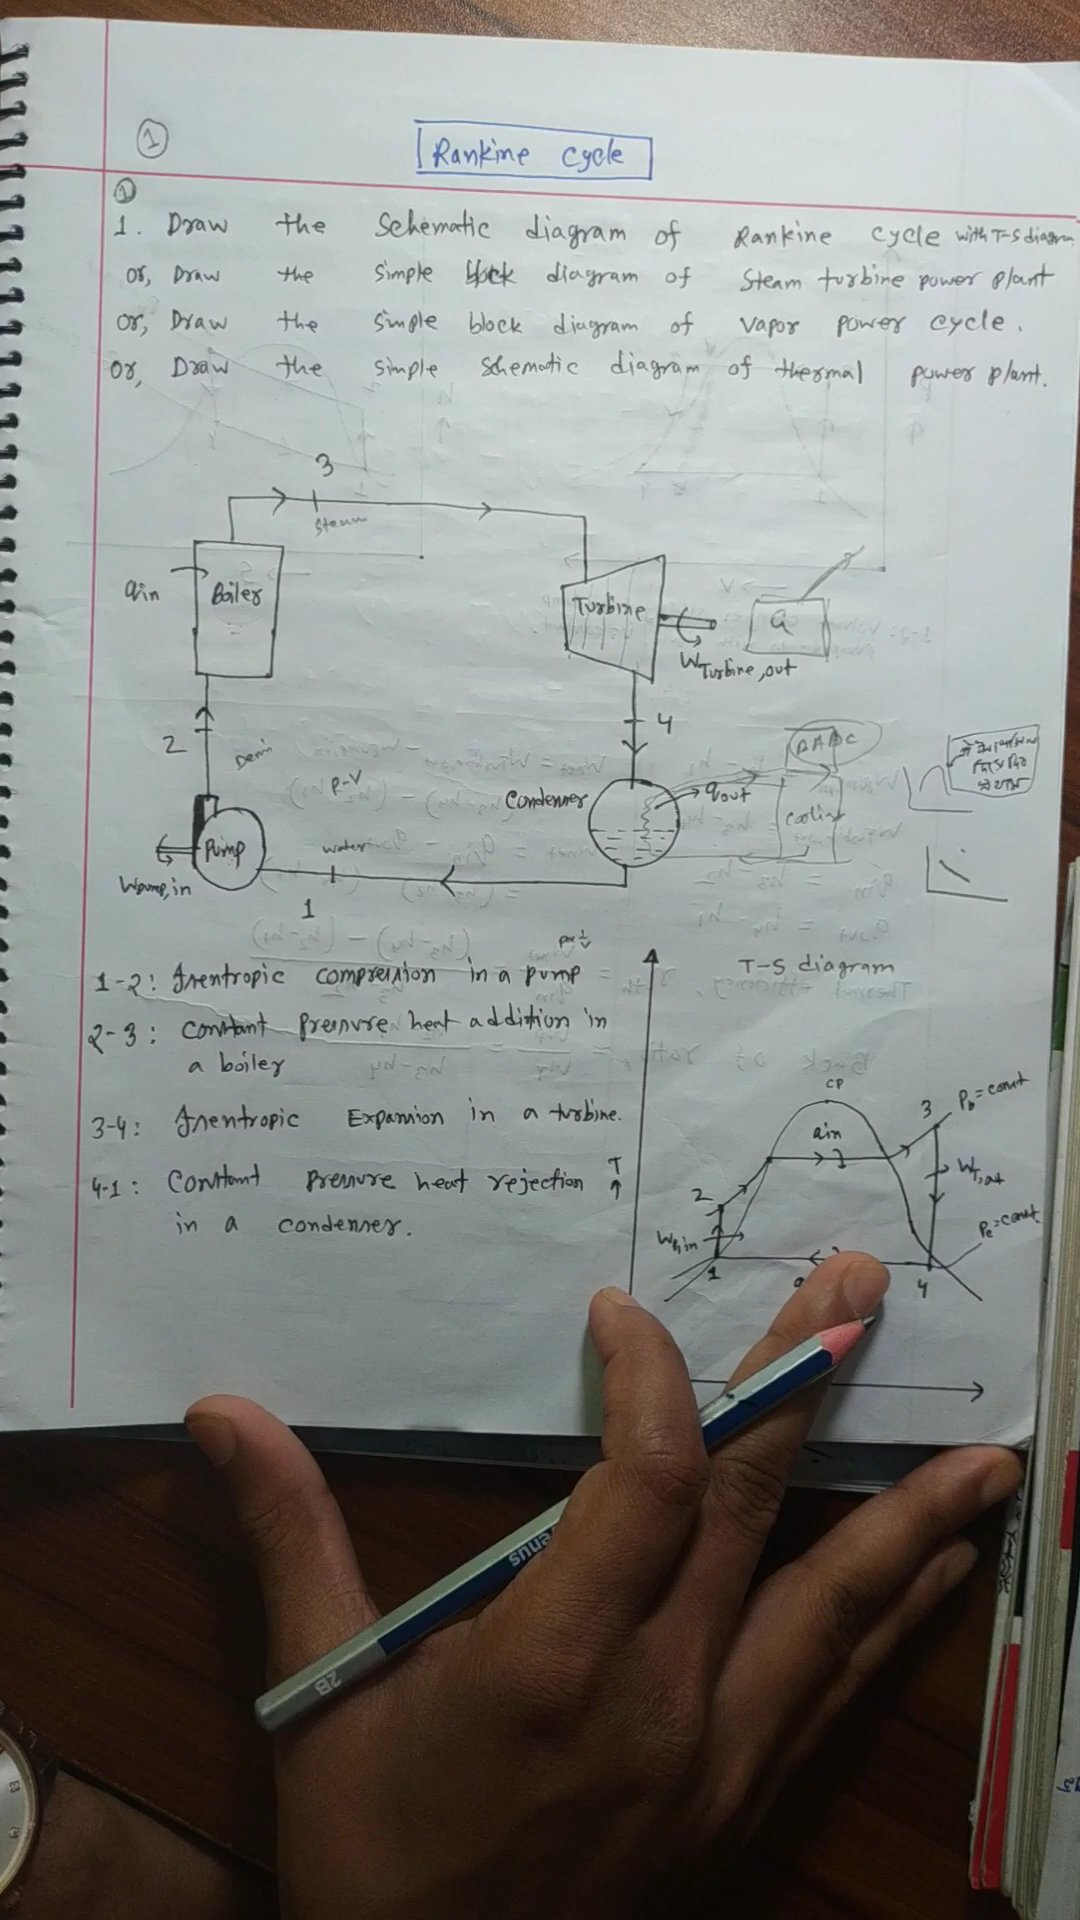 1
Rankine Cycle
1
1. Draw the Schematic diagram of Rankine Cycle with T-S diagram
or, Draw the simple block diagram of Steam turbine power plant
or, Draw the simple block diagram of vapor power cycle.
or, Draw the simple schematic diagram of thermal power plant.
3
Steam
qin
Boiler
Turbine
G
WTurbine,out
4
2
Demi
P-V
Condenser
qout
Pump
water
Wpump,in
1
1-2: Isentropic compression in a pump
2-3: Constant Pressure heat addition in
a boiler
3-4: Isentropic Expansion in a turbine.
4-1: Constant Pressure heat rejection
in a condenser.
T-S diagram
CP
3
Pb=const
qin
T
2
WT,out
Wp,in
Pc=const
1
4
Venus
2B